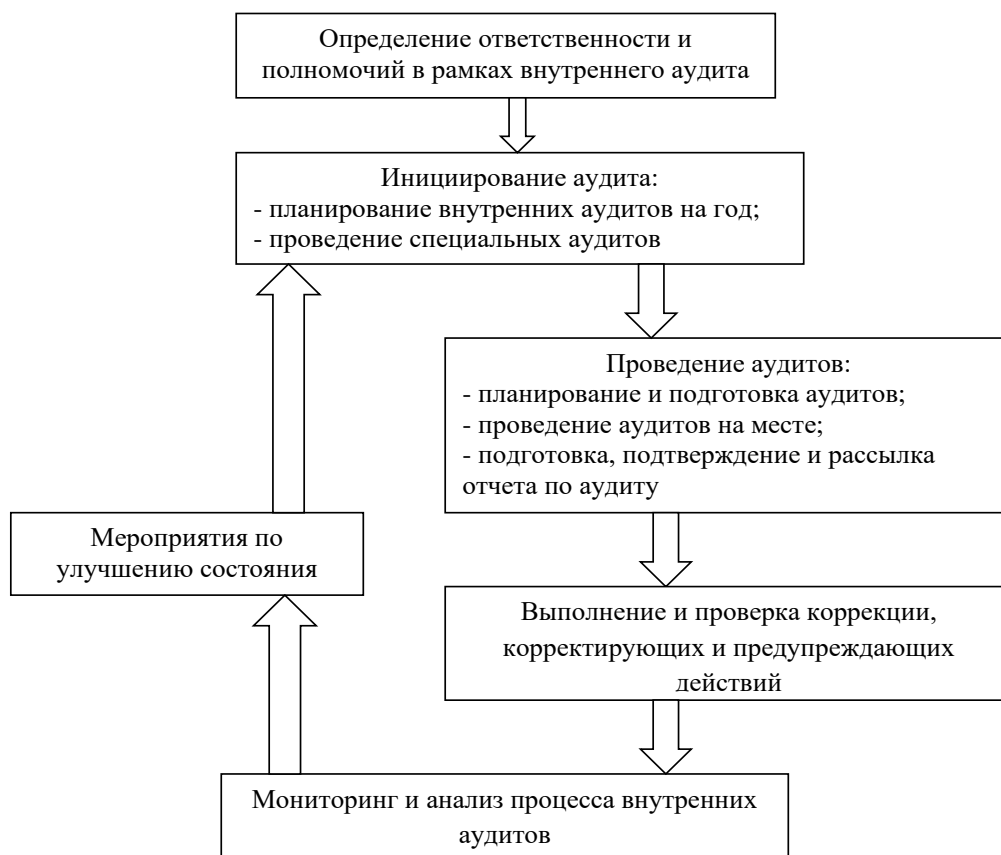 Определение ответственности и
полномочий в рамках внутреннего аудита
Инициирование аудита:
- планирование внутренних аудитов на год;
- проведение специальных аудитов
Проведение аудитов:
- планирование и подготовка аудитов;
- проведение аудитов на месте;
- подготовка, подтверждение и рассылка
отчета по аудиту
Мероприятия по
улучшению состояния
Выполнение и проверка коррекции,
корректирующих и предупреждающих
действий
Мониторинг и анализ процесса внутренних
аудитов